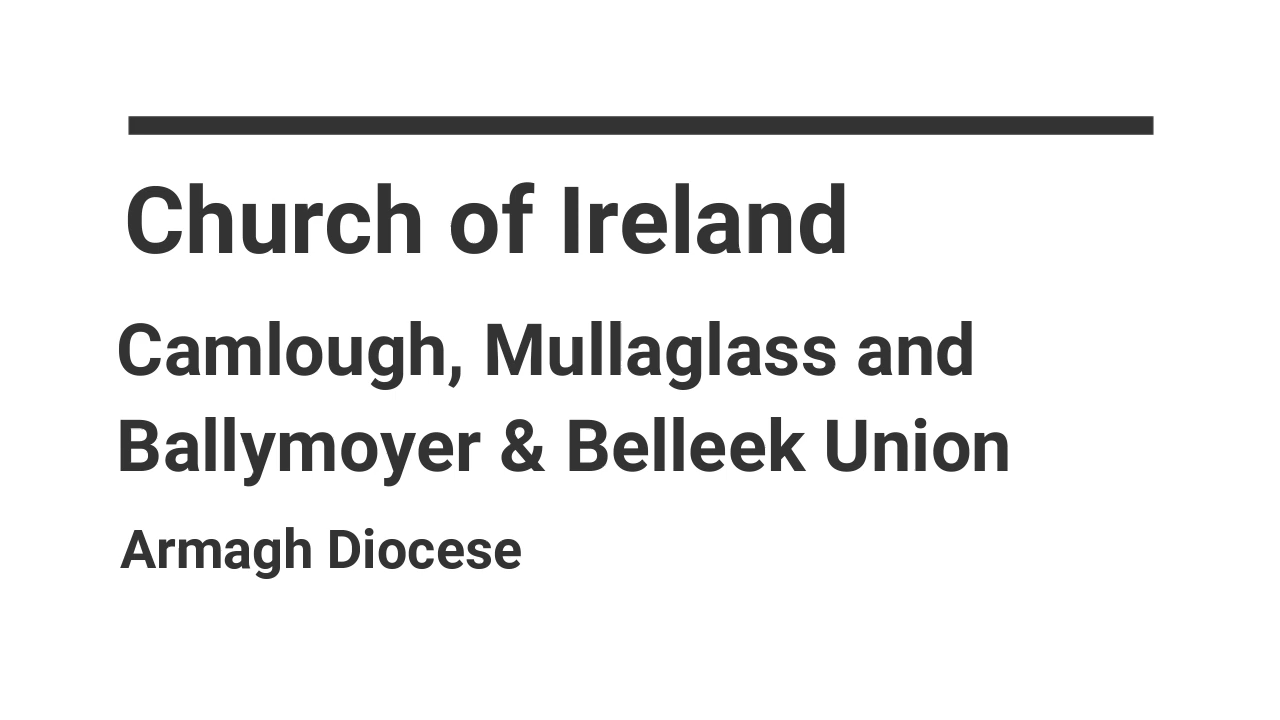 Church of Ireland
Camlough, Mullaglass and
Ballymoyer & Belleek Union
Armagh Diocese